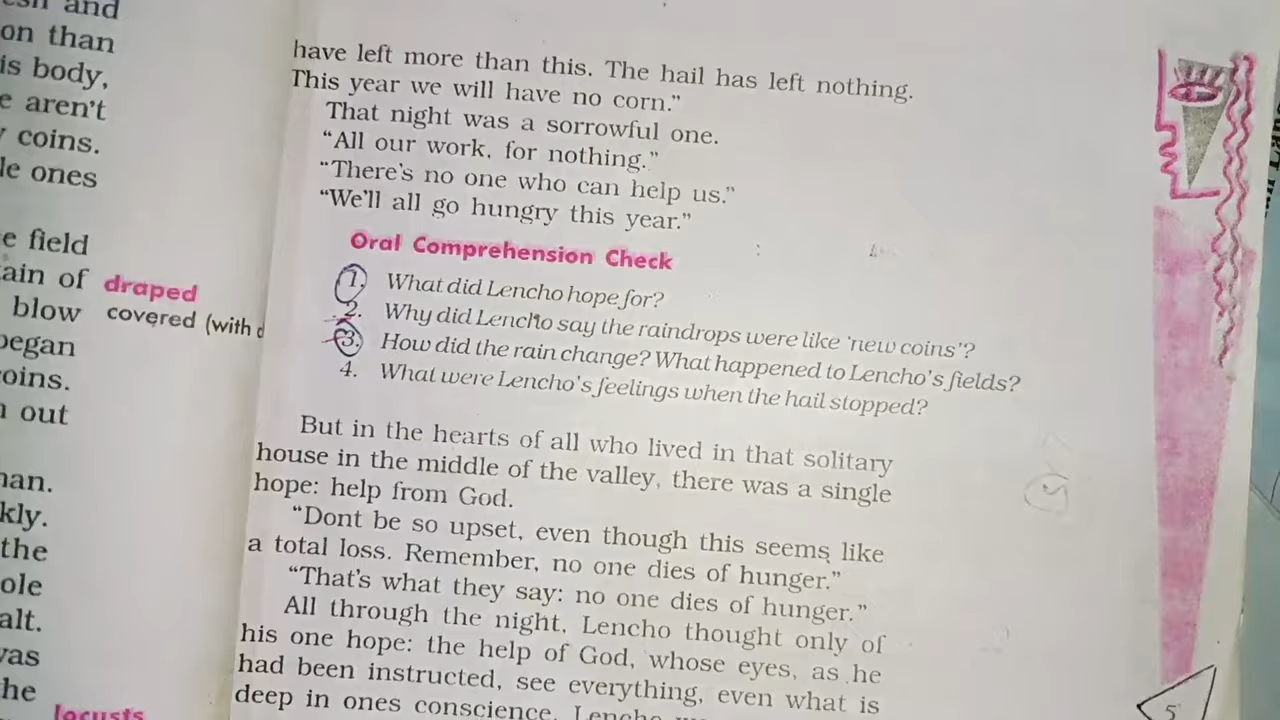 and
on than
is body,
e aren't
coins.
le ones
e field
ain of draped
blow covered (with
began
oins.
out
nan.
kly.
the
ole
alt.
vas
he
locusts
have left more than this. The hail has left nothing.
This year we will have no corn."
That night was a sorrowful one.
"All our work, for nothing."
"There's no one who can help us."
"We'll all go hungry this year."
Oral Comprehension Check
1. What did Lencho hope for?
2. Why did Lencho say the raindrops were like 'new coins'?
3. How did the rain change? What happened to Lencho's fields?
4. What were Lencho's feelings when the hail stopped?
But in the hearts of all who lived in that solitary
house in the middle of the valley, there was a single
hope: help from God.
"Dont be so upset, even though this seems like
a total loss. Remember, no one dies of hunger."
"That's what they say: no one dies of hunger."
All through the night, Lencho thought only of
his one hope: the help of God, whose eyes, as he
had been instructed, see everything, even what is
deep in ones conscience. Lencho
5